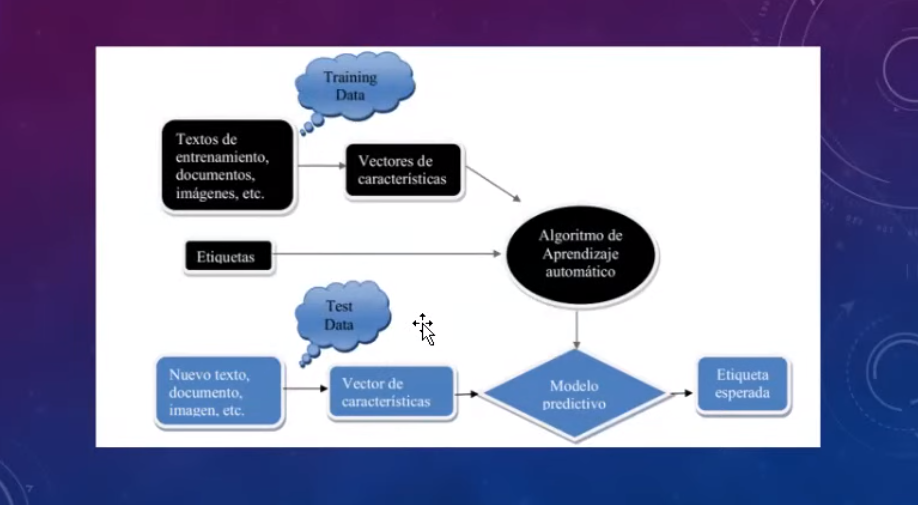 Training
Data
Textos de
entrenamiento,
documentos,
imágenes, etc.
Vectores de
características
Algoritmo de
Aprendizaje
automático
Etiquetas
Test
Data
Nuevo texto,
documento,
imagen, etc.
Vector de
características
Modelo
predictivo
Etiqueta
esperada
7